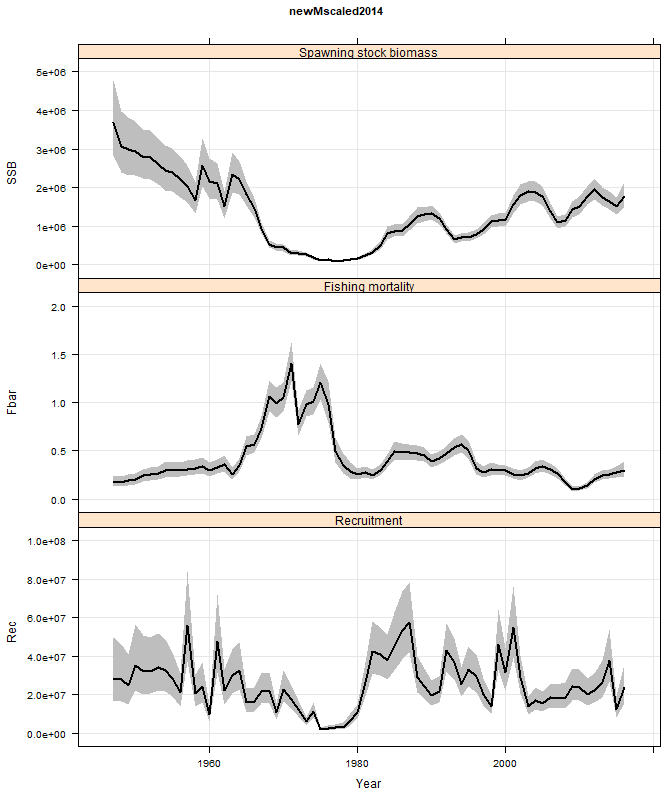 newMscaled2014
Spawning stock biomass
5e+06
4e+06
3e+06
2e+06
1e+06
0e+00
SSB
Fishing mortality
2.0
1.5
1.0
0.5
0.0
Fbar
Recruitment
1.0e+08
8.0e+07
6.0e+07
4.0e+07
2.0e+07
0.0e+00
Rec
1960 1980 2000
Year